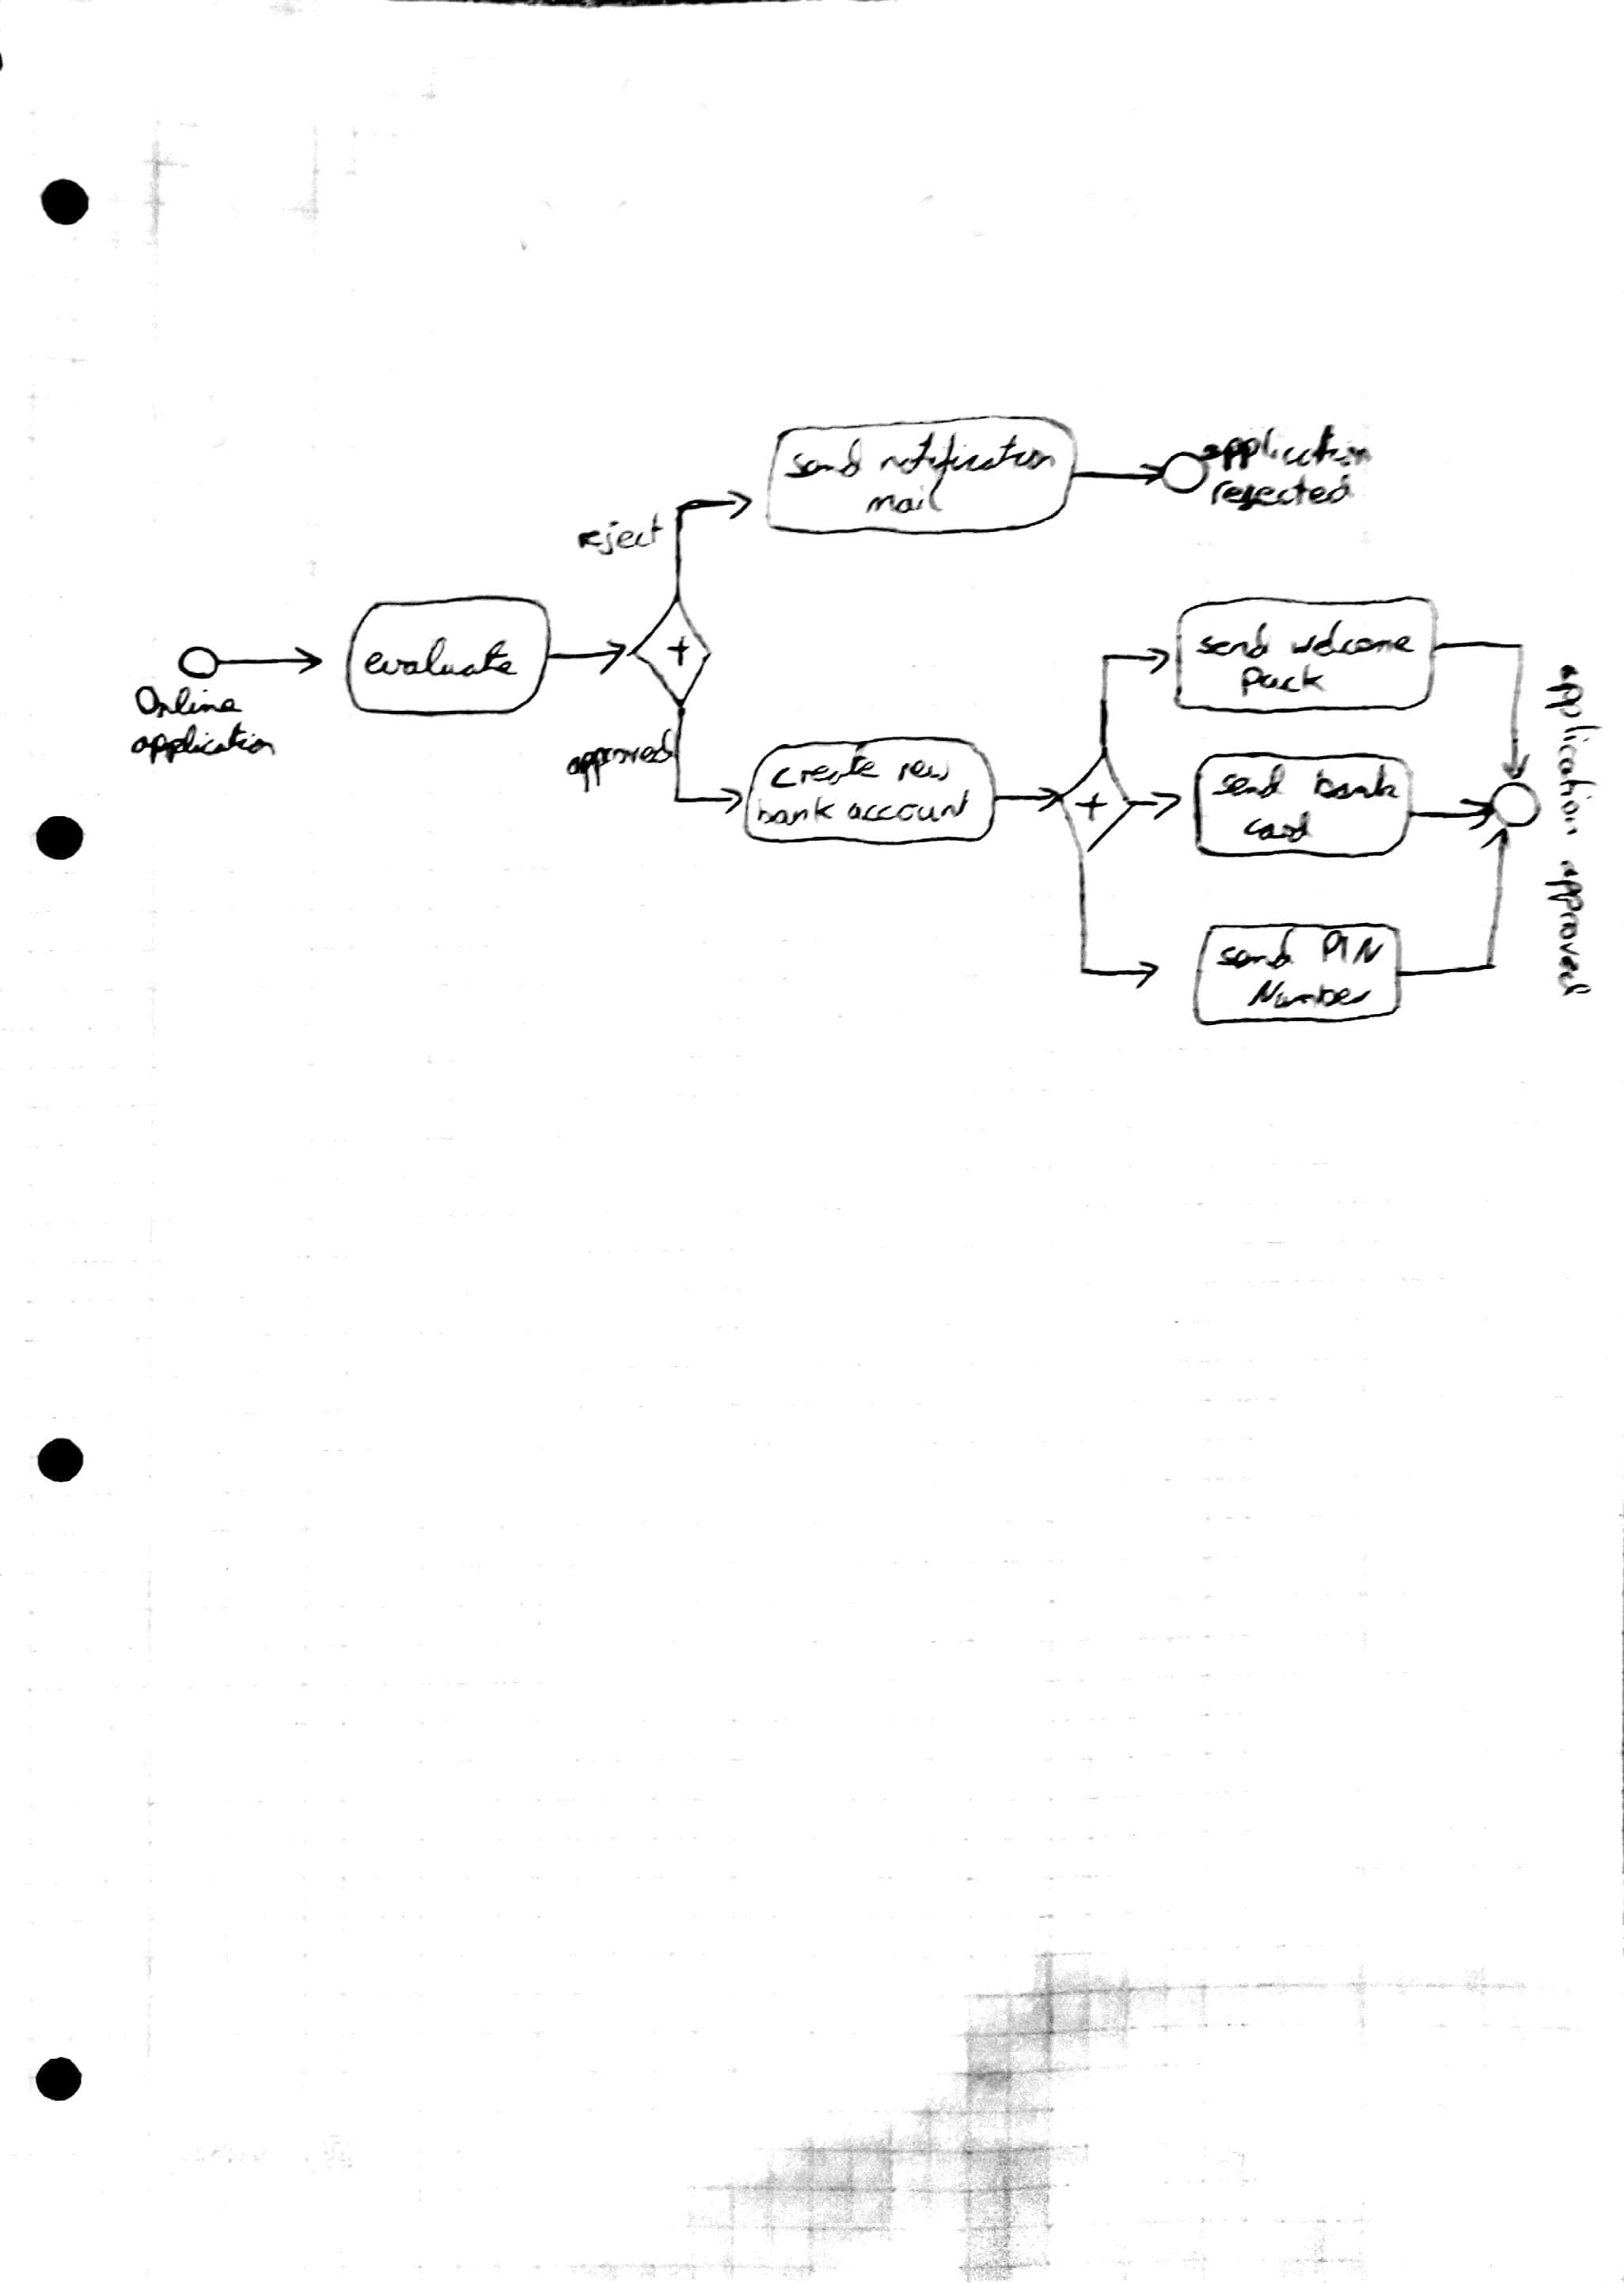 send notification
mail
application
rejected
reject
+
evaluate
Online
application
approved
create new
bank account
+
send welcome
pack
send bank
card
send PIN
Number
application approved